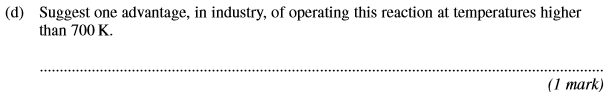 (d) Suggest one advantage, in industry, of operating this reaction at temperatures higher
than 700 K.
(1 mark)